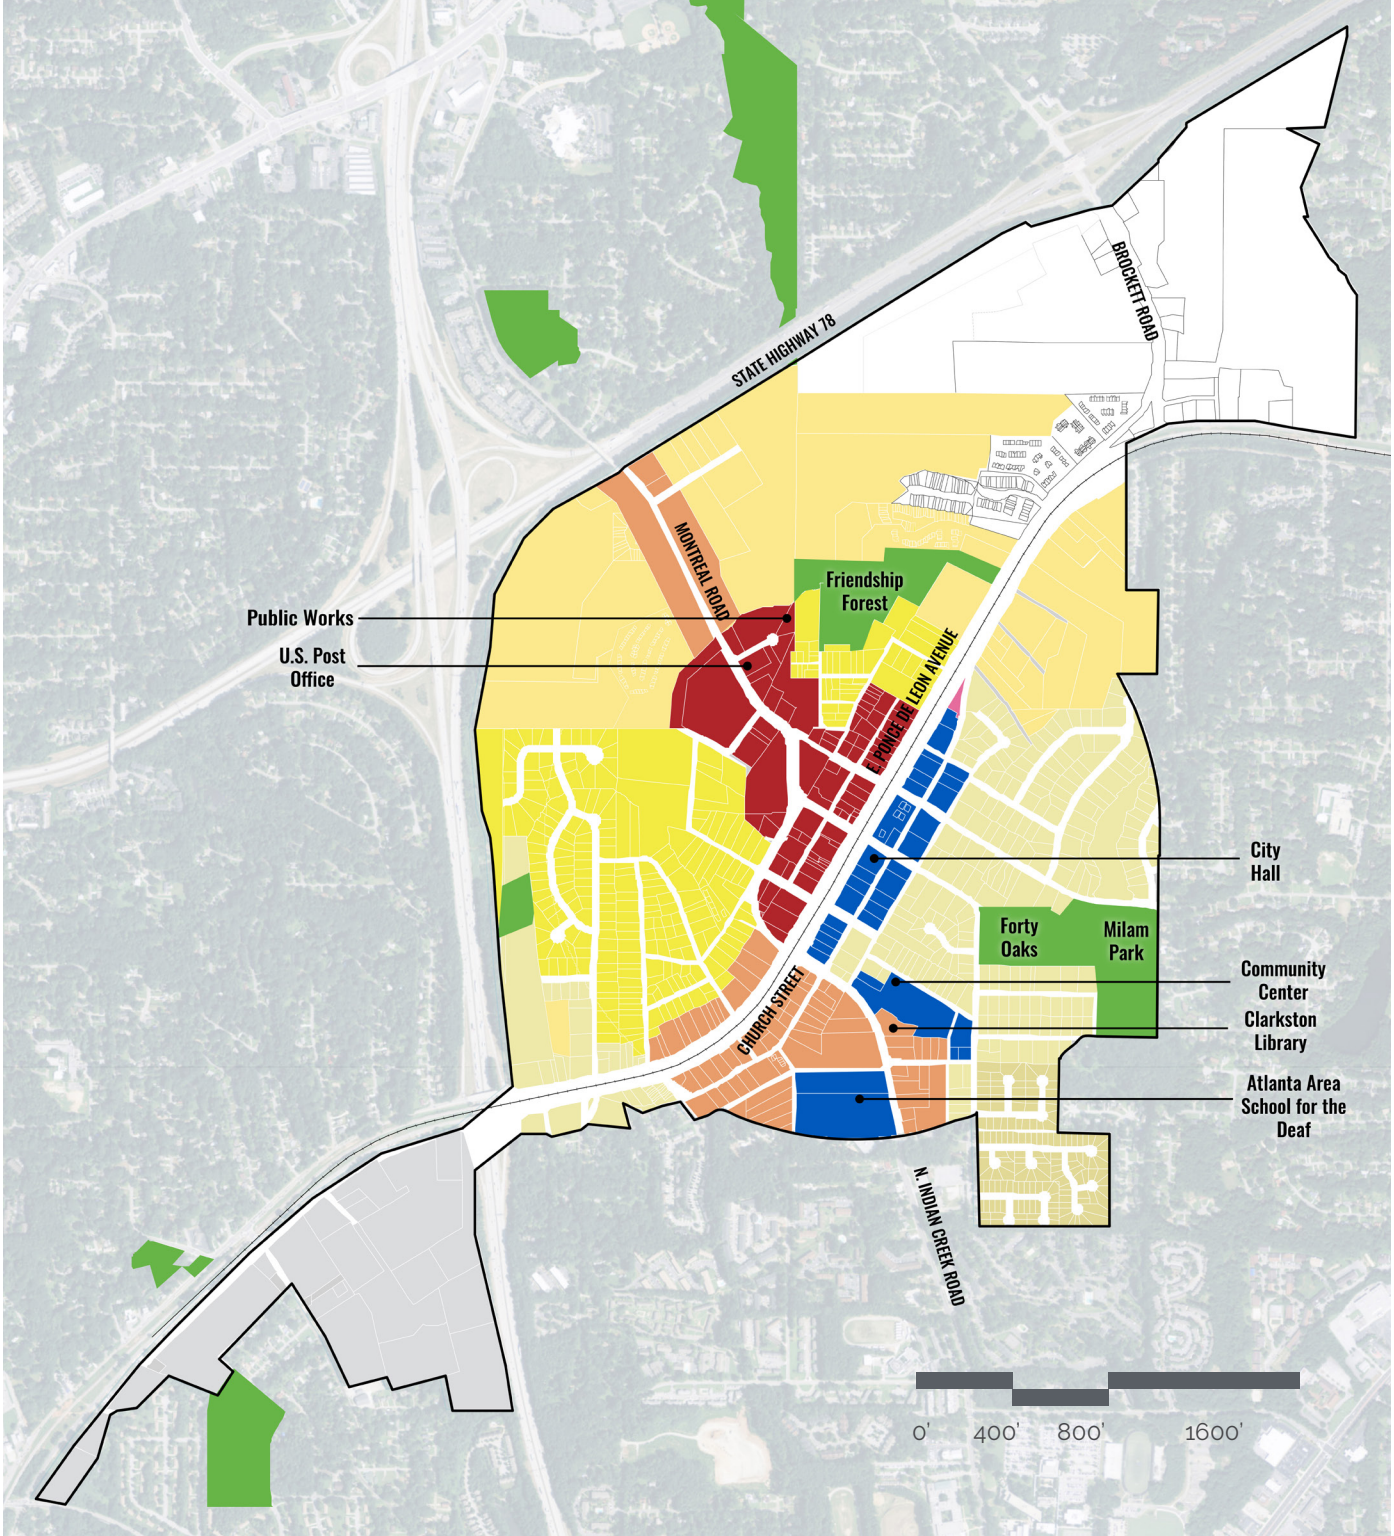 STATE HIGHWAY 78
BROCKETT ROAD
MONTREAL ROAD
Friendship
Forest
Public Works
U.S. Post
Office
E. PONCE DE LEON AVENUE
City
Hall
Forty
Oaks
Milam
Park
Community
Center
Clarkston
Library
CHURCH STREET
Atlanta Area
School for the
Deaf
N. INDIAN CREEK ROAD
0' 400' 800' 1600'